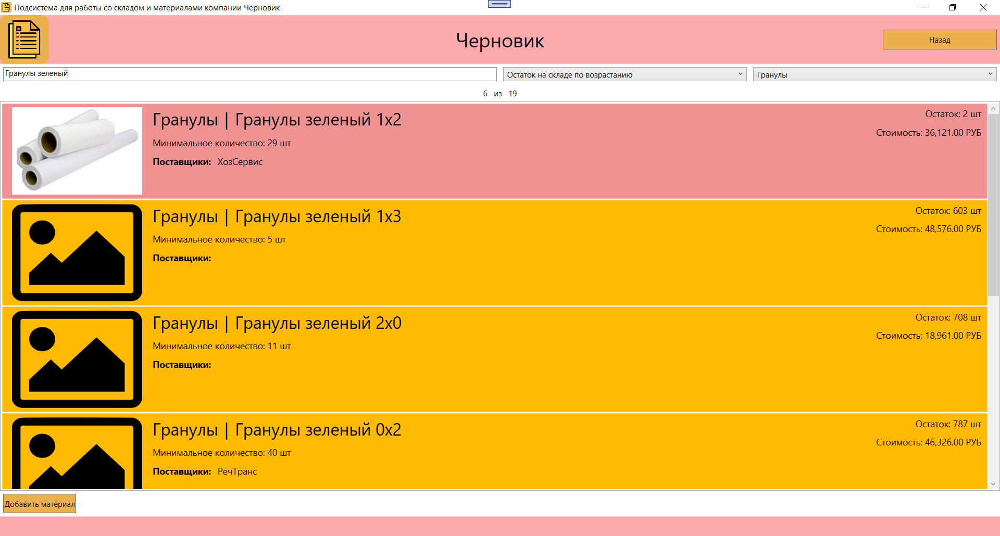 Подсистема для работы со складом и материалами компании Черновик
Черновик
Назад
Гранулы зеленый
Остаток на складе по возрастанию
Гранулы
6 из 19
Гранулы | Гранулы зеленый 1x2
Остаток: 2 шт
Стоимость: 36,121.00 РУБ
Минимальное количество: 29 шт
Поставщики: ХозСервис
Гранулы | Гранулы зеленый 1x3
Остаток: 603 шт
Стоимость: 48,576.00 РУБ
Минимальное количество: 5 шт
Поставщики:
Гранулы | Гранулы зеленый 2x0
Остаток: 708 шт
Стоимость: 18,961.00 РУБ
Минимальное количество: 11 шт
Поставщики:
Гранулы | Гранулы зеленый 0x2
Остаток: 787 шт
Стоимость: 46,326.00 РУБ
Минимальное количество: 40 шт
Поставщики: РечТранс
Добавить материал